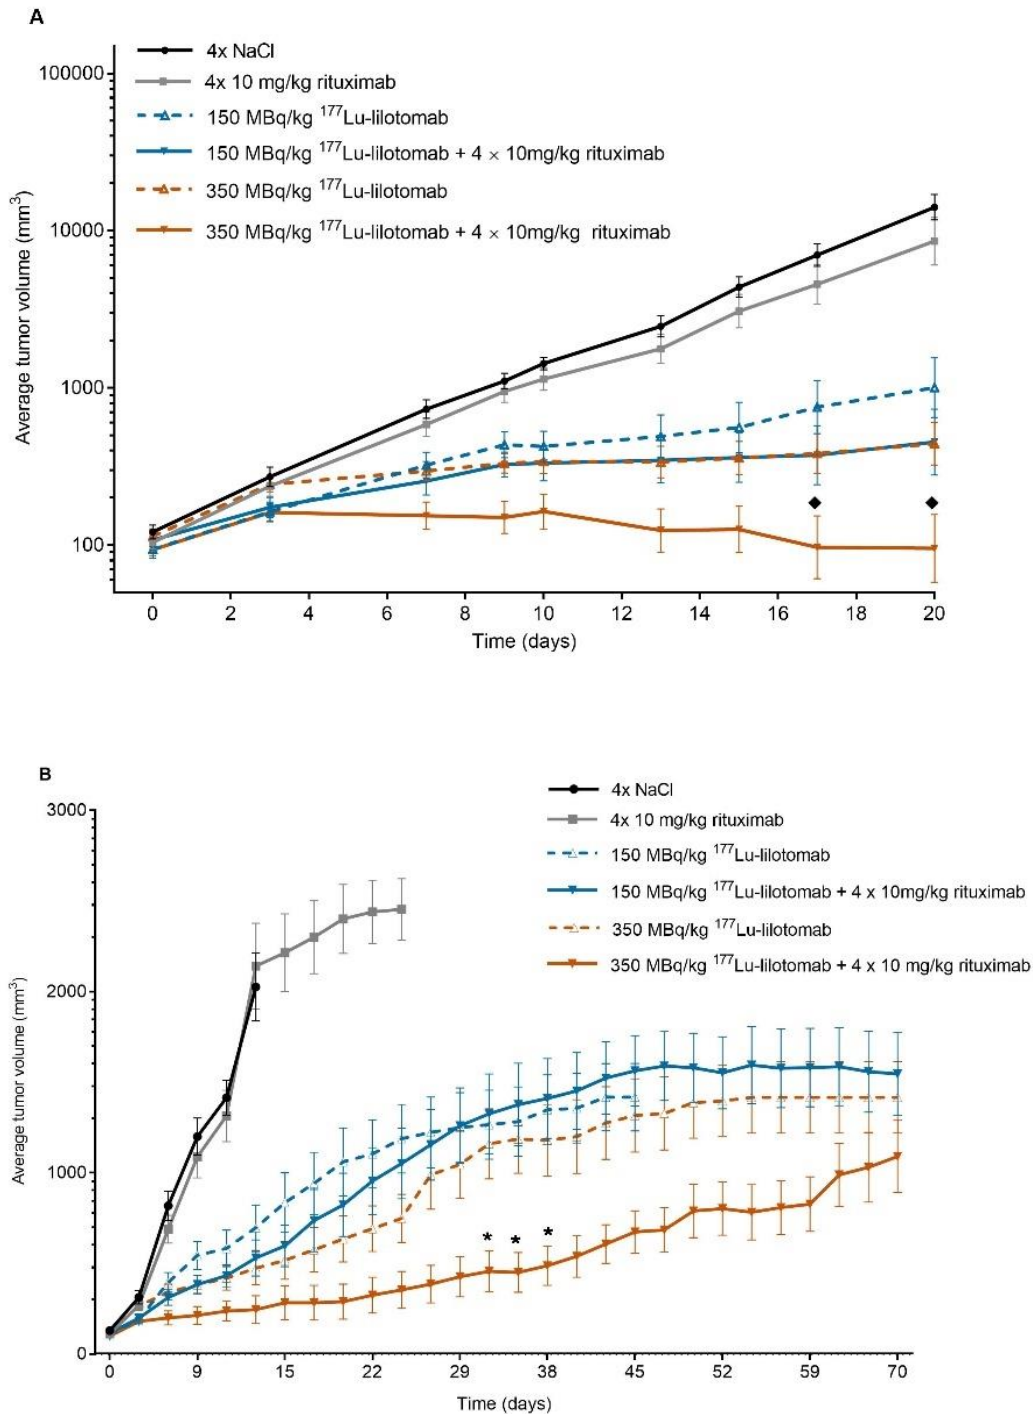 A
4x NaCl
4x 10 mg/kg rituximab
150 MBq/kg ¹⁷⁷Lu-lilotomab
150 MBq/kg ¹⁷⁷Lu-lilotomab + 4 × 10mg/kg rituximab
350 MBq/kg ¹⁷⁷Lu-lilotomab
350 MBq/kg ¹⁷⁷Lu-lilotomab + 4 × 10mg/kg rituximab
100000
10000
1000
100
Average tumor volume (mm³)
0 2 4 6 8 10 12 14 16 18 20
Time (days)
B
4x NaCl
4x 10 mg/kg rituximab
150 MBq/kg ¹⁷⁷Lu-lilotomab
150 MBq/kg ¹⁷⁷Lu-lilotomab + 4 x 10mg/kg rituximab
350 MBq/kg ¹⁷⁷Lu-lilotomab
350 MBq/kg ¹⁷⁷Lu-lilotomab + 4 x 10 mg/kg rituximab
3000
2000
1000
0
Average tumor volume (mm³)
* * *
0 9 15 22 29 38 45 52 59 70
Time (days)